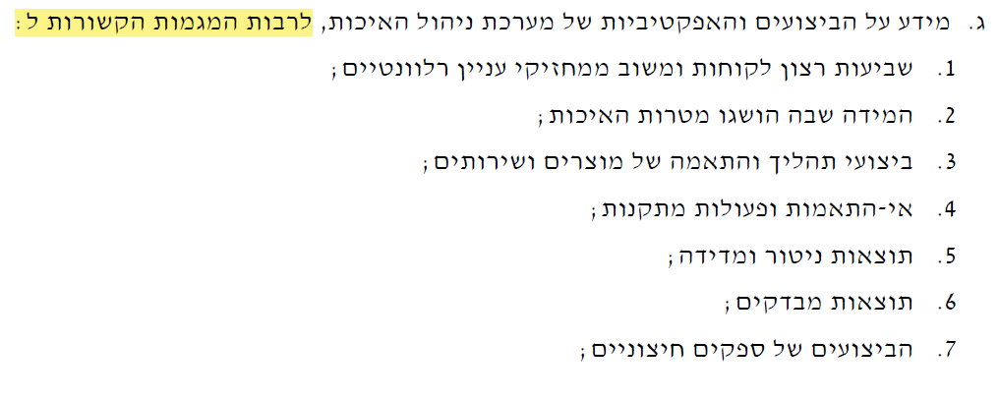 ג. מידע על הביצועים והאפקטיביות של מערכת ניהול האיכות, לרבות המגמות הקשורות ל:
1. שביעות רצון לקוחות ומשוב ממחזיקי עניין רלוונטיים;
2. המידה שבה הושגו מטרות האיכות;
3. ביצועי תהליך והתאמה של מוצרים ושירותים;
4. אי-התאמות ופעולות מתקנות;
5. תוצאות ניטור ומדידה;
6. תוצאות מבדקים;
7. הביצועים של ספקים חיצוניים;